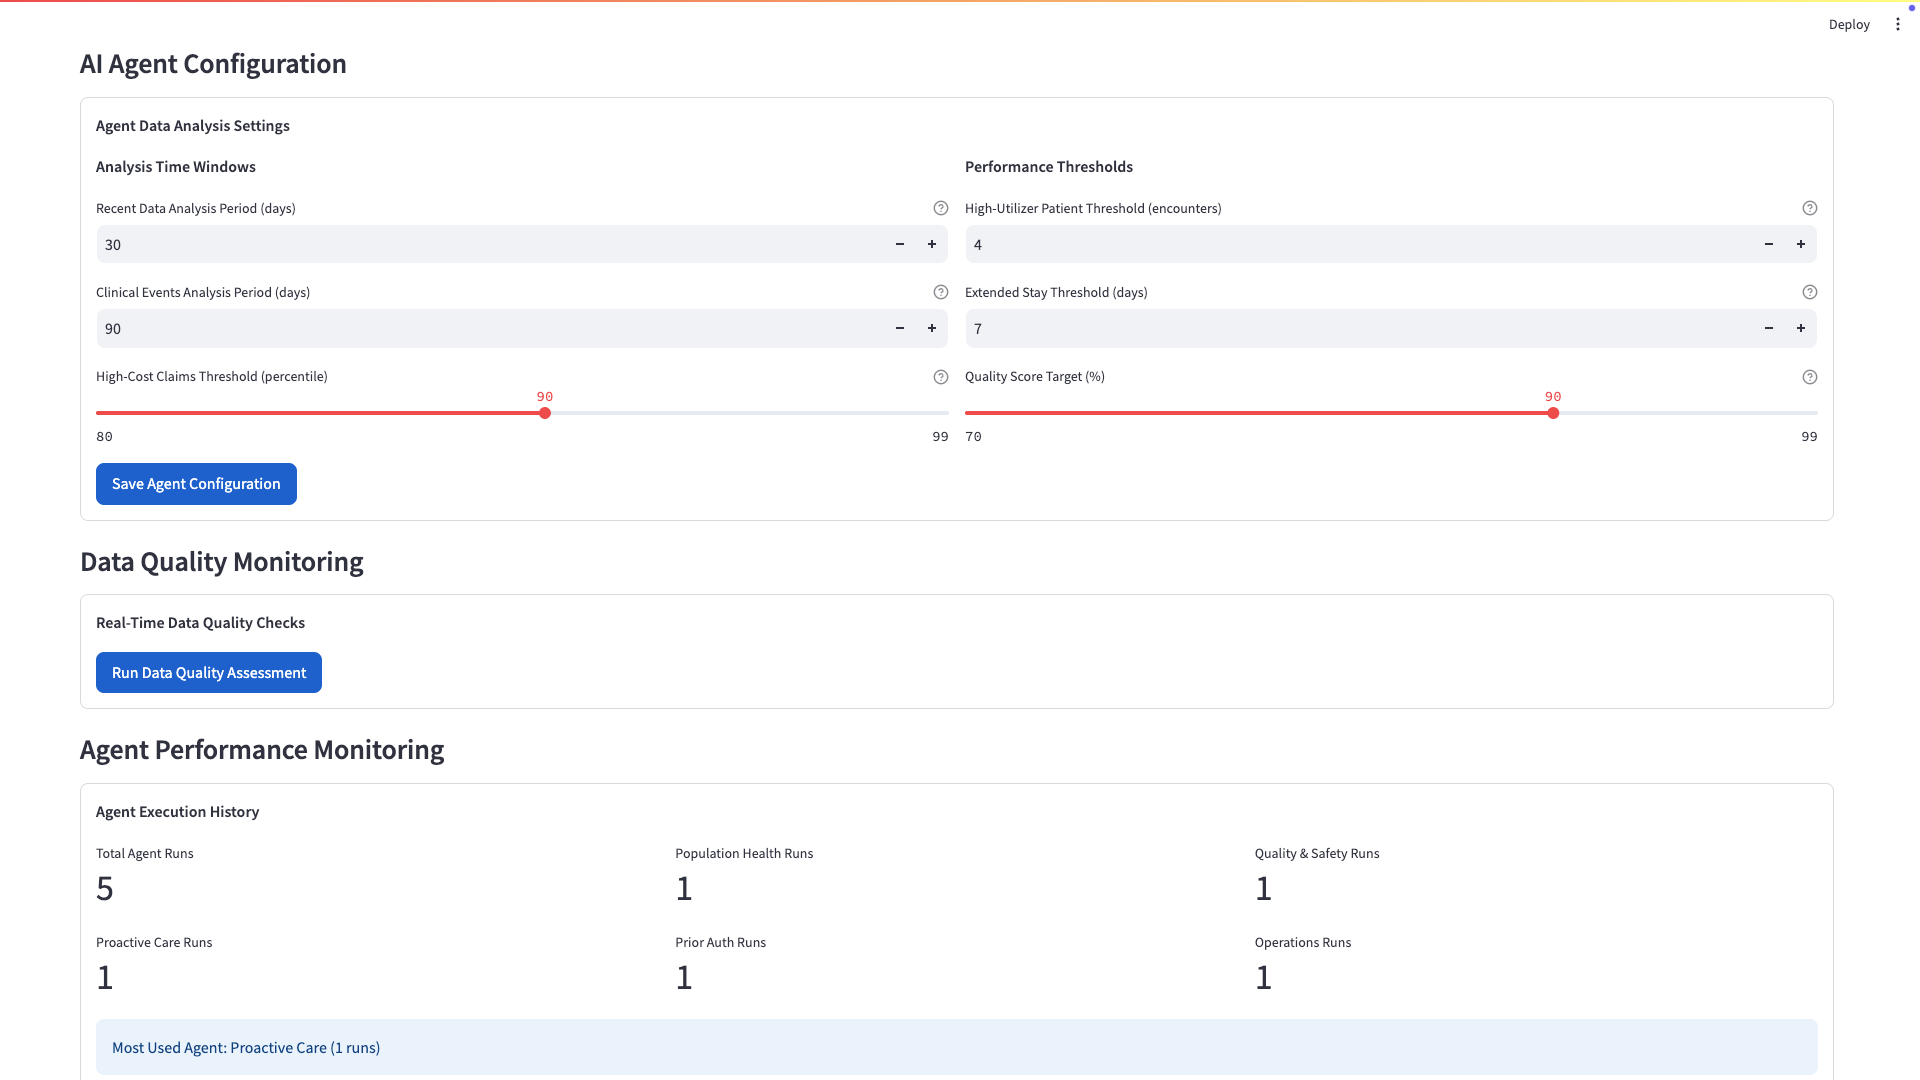 Deploy
AI Agent Configuration
Agent Data Analysis Settings
Analysis Time Windows
Recent Data Analysis Period (days)
30
Clinical Events Analysis Period (days)
90
High-Cost Claims Threshold (percentile)
90
80 99
Performance Thresholds
High-Utilizer Patient Threshold (encounters)
4
Extended Stay Threshold (days)
7
Quality Score Target (%)
90
70 99
Save Agent Configuration
Data Quality Monitoring
Real-Time Data Quality Checks
Run Data Quality Assessment
Agent Performance Monitoring
Agent Execution History
Total Agent Runs
5
Population Health Runs
1
Quality & Safety Runs
1
Proactive Care Runs
1
Prior Auth Runs
1
Operations Runs
1
Most Used Agent: Proactive Care (1 runs)